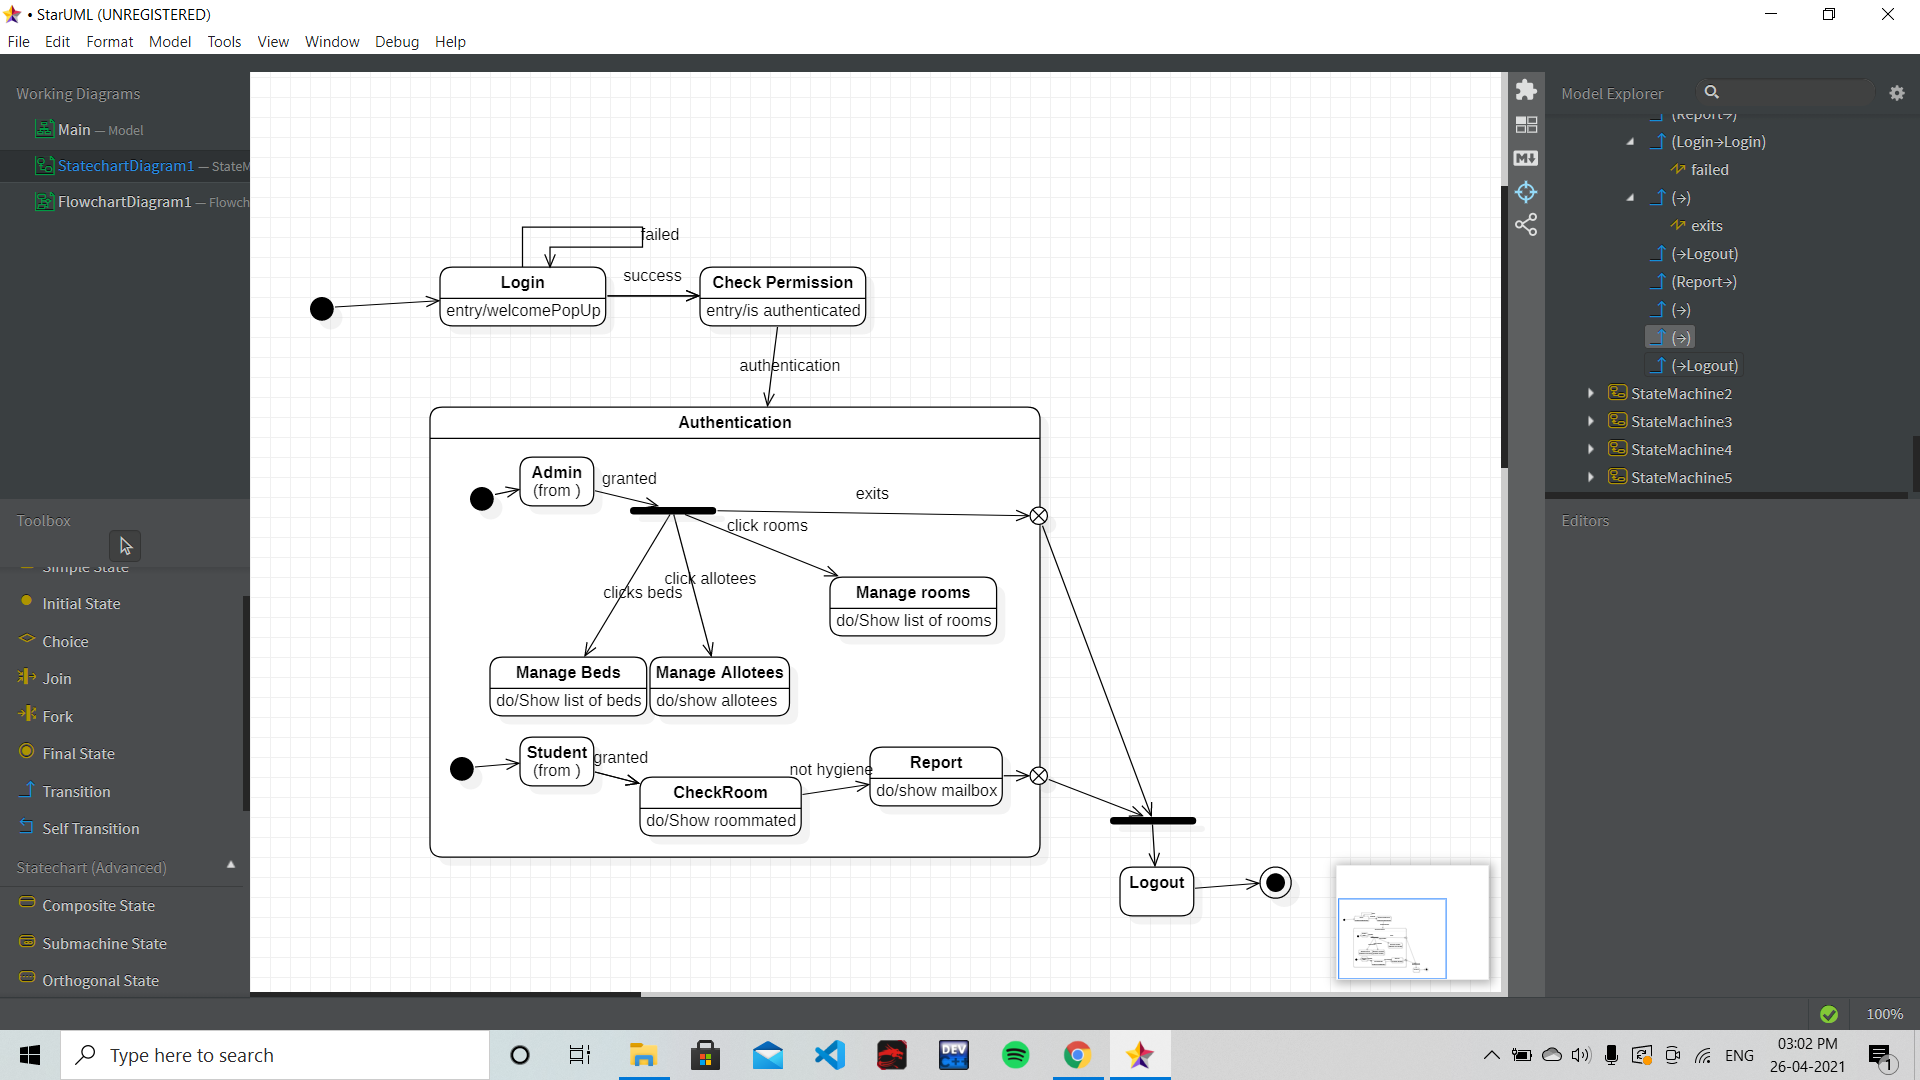 • StarUML (UNREGISTERED)
File Edit Format Model Tools View Window Debug Help
Working Diagrams
Main — Model
StatechartDiagram1 — StateM
FlowchartDiagram1 — Flowch
Toolbox
Simple State
Initial State
Choice
Join
Fork
Final State
Transition
Self Transition
Statechart (Advanced)
Composite State
Submachine State
Orthogonal State
failed
Login
entry/welcomePopUp
success
Check Permission
entry/is authenticated
authentication
Authentication
Admin
(from )
granted
exits
click rooms
click allotees
clicks beds
Manage rooms
do/Show list of rooms
Manage Beds
do/Show list of beds
Manage Allotees
do/show allotees
Student
(from )
granted
CheckRoom
do/Show roommated
not hygiene
Report
do/show mailbox
Logout
Model Explorer
(Report→)
(Login→Login)
failed
(→)
exits
(→Logout)
(Report→)
(→)
(→)
(→Logout)
StateMachine2
StateMachine3
StateMachine4
StateMachine5
Editors
M
100%
Type here to search
DEV
C++
ENG
03:02 PM
26-04-2021
1